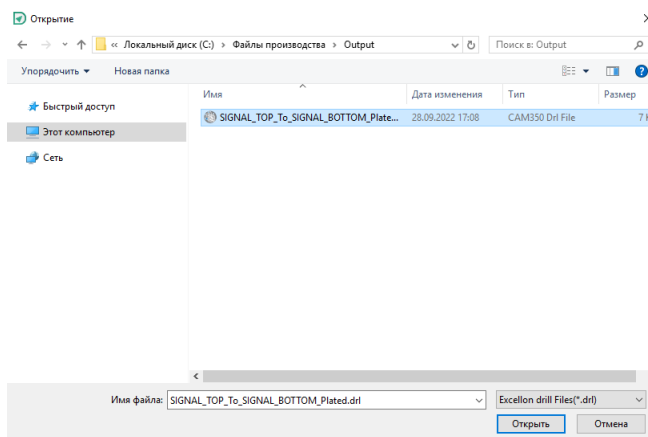 Открытие
« Локальный диск (C:) › Файлы производства › Output
Поиск в: Output
Упорядочить
Новая папка
Имя
Дата изменения
Тип
Размер
Быстрый доступ
Этот компьютер
Сеть
SIGNAL_TOP_To_SIGNAL_BOTTOM_Plate...
28.09.2022 17:08
CAM350 Drl File
7
Имя файла:
SIGNAL_TOP_To_SIGNAL_BOTTOM_Plated.drl
Excellon drill Files(*.drl)
Открыть
Отмена